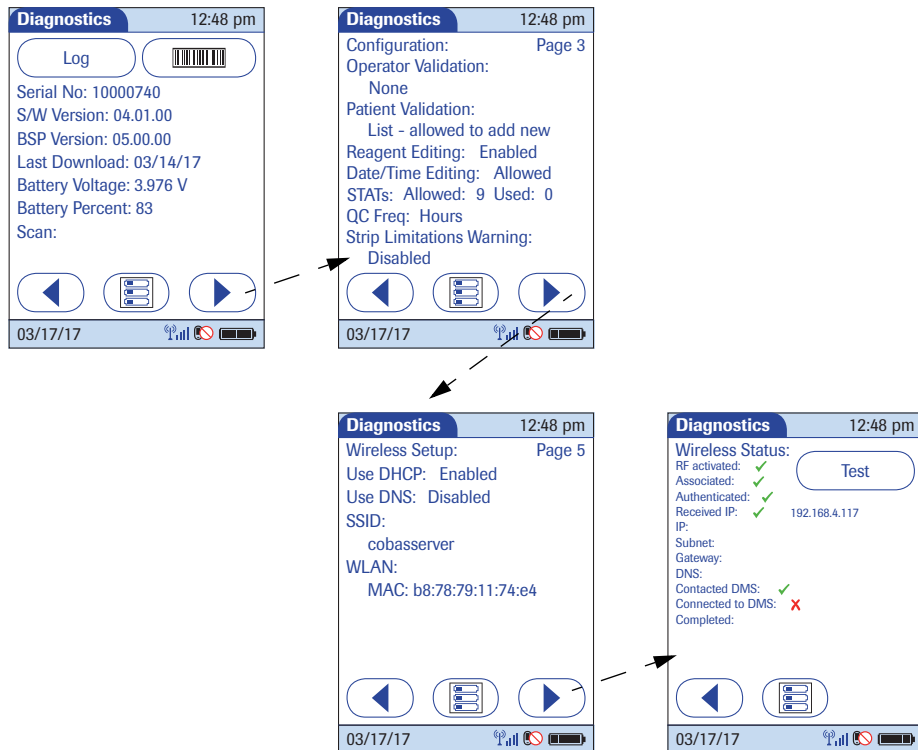 Diagnostics 12:48 pm
Log
Serial No: 10000740
S/W Version: 04.01.00
BSP Version: 05.00.00
Last Download: 03/14/17
Battery Voltage: 3.976 V
Battery Percent: 83
Scan:
03/17/17
Diagnostics 12:48 pm
Configuration: Page 3
Operator Validation:
None
Patient Validation:
List - allowed to add new
Reagent Editing: Enabled
Date/Time Editing: Allowed
STATs: Allowed: 9 Used: 0
QC Freq: Hours
Strip Limitations Warning:
Disabled
03/17/17
Diagnostics 12:48 pm
Wireless Setup: Page 5
Use DHCP: Enabled
Use DNS: Disabled
SSID:
cobasserver
WLAN:
MAC: b8:78:79:11:74:e4
03/17/17
Diagnostics 12:48 pm
Wireless Status:
Test
RF activated: ✓
Associated: ✓
Authenticated: ✓
Received IP: ✓ 192.168.4.117
IP:
Subnet:
Gateway:
DNS:
Contacted DMS: ✓
Connected to DMS: ✗
Completed:
03/17/17